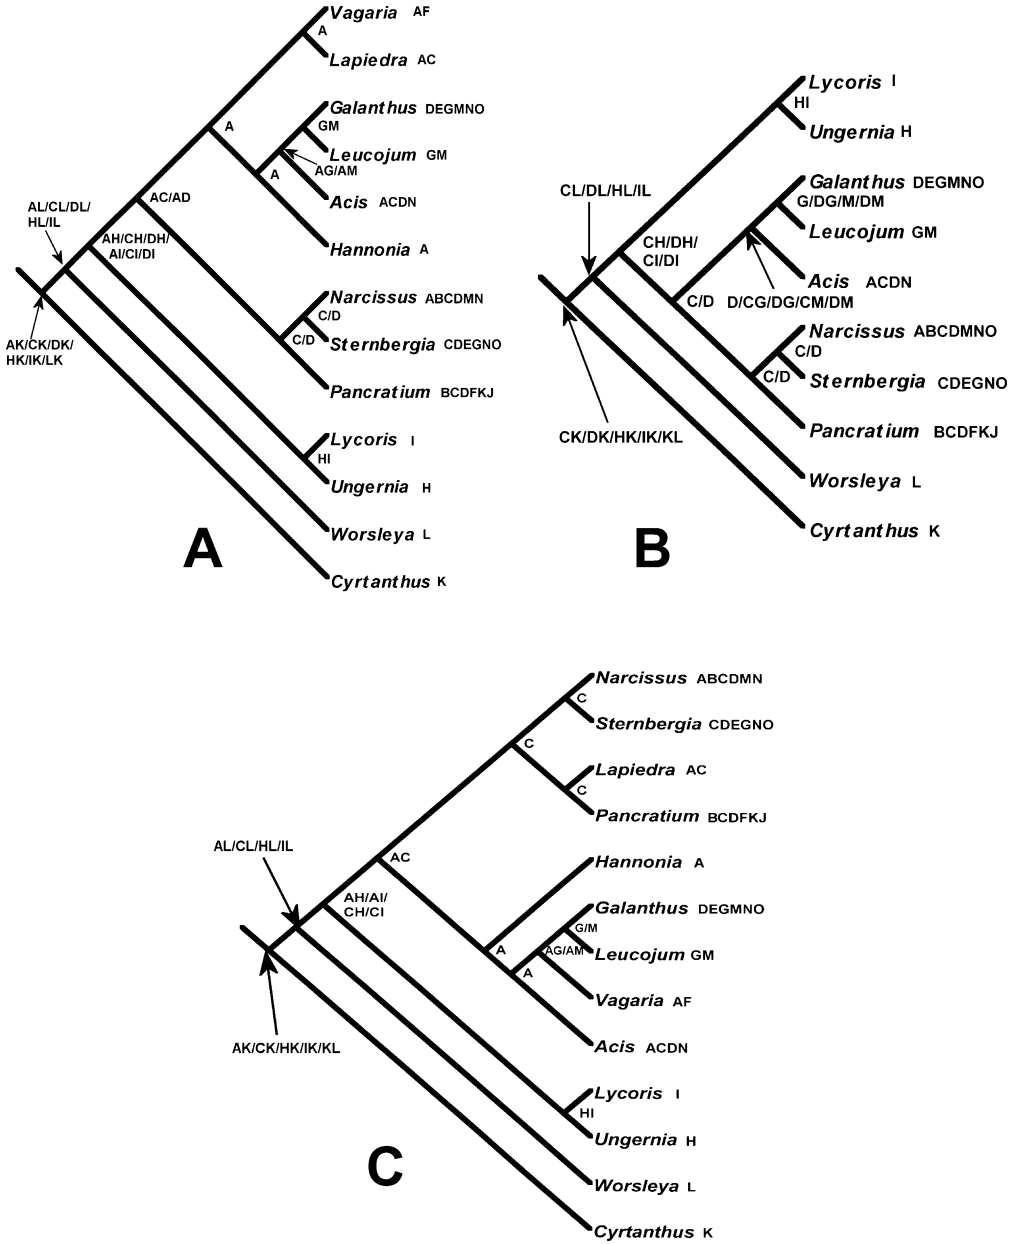 Vagaria AF
A
Lapiedra AC
Galanthus DEGMNO
A
GM
Leucojum GM
AG/AM
A
Acis ACDN
AC/AD
AL/CL/DL/
HL/IL
AH/CH/DH/
AI/CI/DI
Hannonia A
Narcissus ABCDMN
C/D
C/D
Sternbergia CDEGNO
AK/CK/DK/
HK/IK/LK
Pancratium BCDFKJ
Lycoris I
HI
Ungernia H
Worsleya L
Cyrtanthus K
A
Lycoris I
HI
Ungernia H
Galanthus DEGMNO
CL/DL/HL/IL
G/DG/M/DM
Leucojum GM
CH/DH/
CI/DI
Acis ACDN
C/D
D/CG/DG/CM/DM
Narcissus ABCDMNO
C/D
C/D
Sternbergia CDEGNO
Pancratium BCDFKJ
CK/DK/HK/IK/KL
Worsleya L
Cyrtanthus K
B
Narcissus ABCDMN
C
Sternbergia CDEGNO
C
Lapiedra AC
C
Pancratium BCDFKJ
AL/CL/HL/IL
AC
Hannonia A
AH/AI/
CH/CI
Galanthus DEGMNO
G/M
A
AG/AM
Leucojum GM
A
Vagaria AF
Acis ACDN
AK/CK/HK/IK/KL
Lycoris I
HI
Ungernia H
Worsleya L
Cyrtanthus K
C